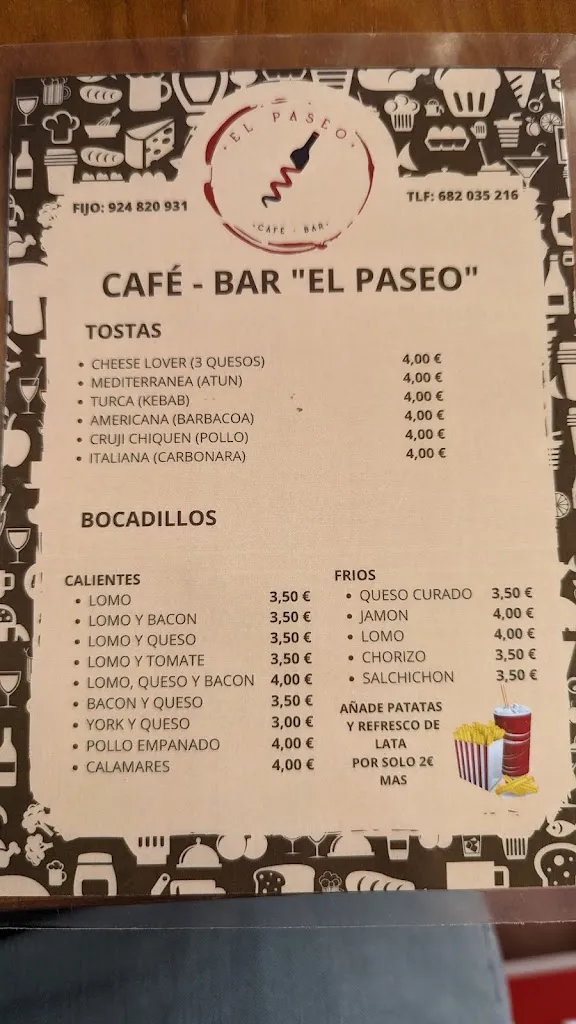 EL PASEO
CAFÉ - BAR
FIJO: 924 820 931
TLF: 682 035 216
CAFÉ - BAR "EL PASEO"
TOSTAS
• CHEESE LOVER (3 QUESOS) 4,00 €
• MEDITERRANEA (ATUN) 4,00 €
• TURCA (KEBAB) 4,00 €
• AMERICANA (BARBACOA) 4,00 €
• CRUJI CHIQUEN (POLLO) 4,00 €
• ITALIANA (CARBONARA) 4,00 €
BOCADILLOS
CALIENTES
• LOMO 3,50 €
• LOMO Y BACON 3,50 €
• LOMO Y QUESO 3,50 €
• LOMO Y TOMATE 3,50 €
• LOMO, QUESO Y BACON 4,00 €
• BACON Y QUESO 3,50 €
• YORK Y QUESO 3,00 €
• POLLO EMPANADO 4,00 €
• CALAMARES 4,00 €
FRIOS
• QUESO CURADO 3,50 €
• JAMON 4,00 €
• LOMO 4,00 €
• CHORIZO 3,50 €
• SALCHICHON 3,50 €
AÑADE PATATAS
Y REFRESCO DE
LATA
POR SOLO 2€
MAS